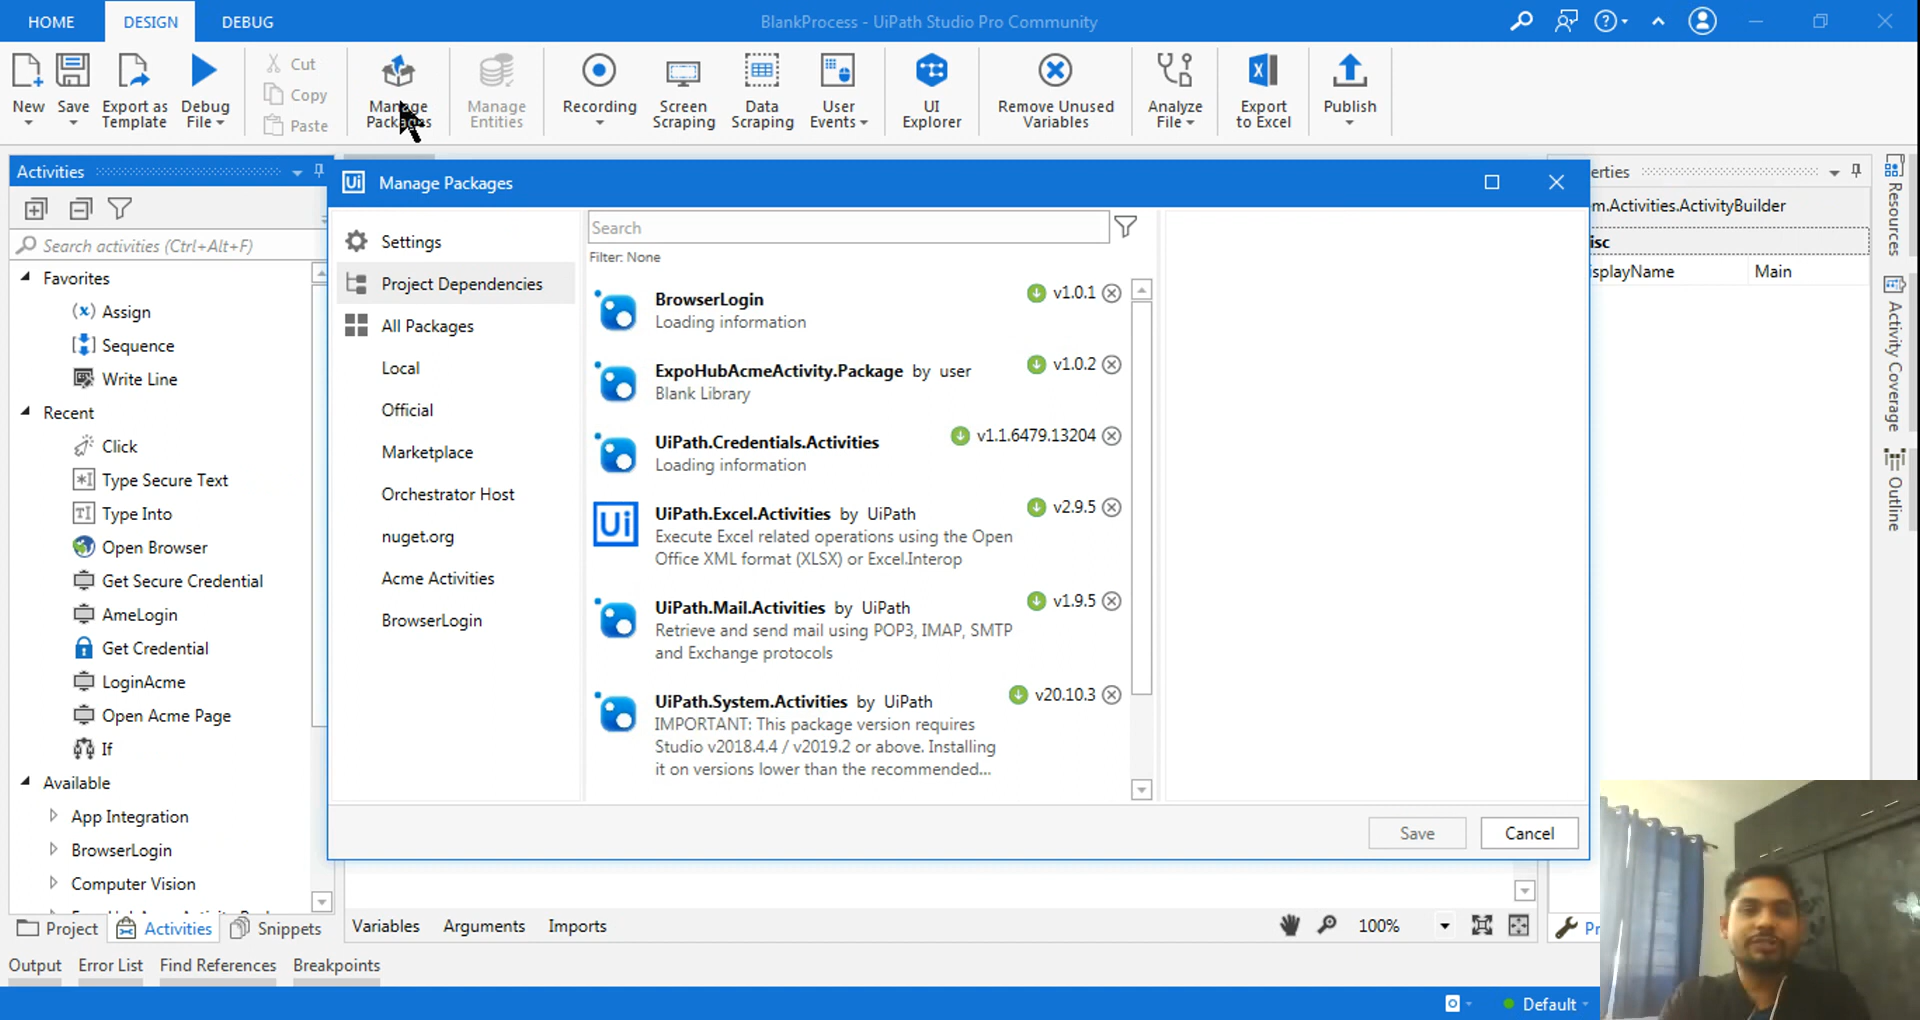 HOME DESIGN DEBUG
BlankProcess - UiPath Studio Pro Community
New
Save
Export as
Template
Debug
File
Cut
Copy
Paste
Manage
Packages
Manage
Entities
Recording
Screen
Scraping
Data
Scraping
User
Events
UI
Explorer
Remove Unused
Variables
Analyze
File
Export
to Excel
Publish
Activities
Search activities (Ctrl+Alt+F)
Favorites
Assign
Sequence
Write Line
Recent
Click
Type Secure Text
Type Into
Open Browser
Get Secure Credential
AmeLogin
Get Credential
LoginAcme
Open Acme Page
If
Available
App Integration
BrowserLogin
Computer Vision
Ui Manage Packages
Settings
Project Dependencies
All Packages
Local
Official
Marketplace
Orchestrator Host
nuget.org
Acme Activities
BrowserLogin
Search
Filter: None
BrowserLogin v1.0.1
Loading information
ExpoHubAcmeActivity.Package by user v1.0.2
Blank Library
UiPath.Credentials.Activities v1.1.6479.13204
Loading information
Ui
UiPath.Excel.Activities by UiPath v2.9.5
Execute Excel related operations using the Open
Office XML format (XLSX) or Excel.Interop
UiPath.Mail.Activities by UiPath v1.9.5
Retrieve and send mail using POP3, IMAP, SMTP
and Exchange protocols
UiPath.System.Activities by UiPath v20.10.3
IMPORTANT: This package version requires
Studio v2018.4.4 / v2019.2 or above. Installing
it on versions lower than the recommended...
Save Cancel
erties
m.Activities.ActivityBuilder
isc
splayName Main
Resources
Activity Coverage
Outline
Project Activities Snippets
Variables Arguments Imports
100%
Pr
Output Error List Find References Breakpoints
Default